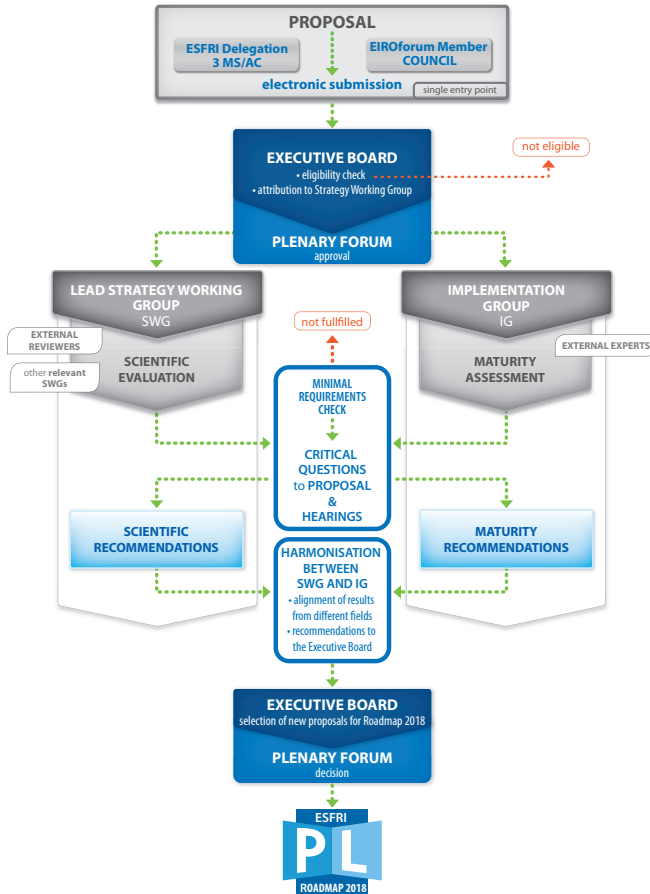 PROPOSAL
ESFRI Delegation
3 MS/AC
EIROforum Member
COUNCIL
electronic submission
single entry point
EXECUTIVE BOARD
• eligibility check
• attribution to Strategy Working Group
not eligible
PLENARY FORUM
approval
LEAD STRATEGY WORKING
GROUP
SWG
IMPLEMENTATION
GROUP
IG
not fullfilled
EXTERNAL
REVIEWERS
SCIENTIFIC
EVALUATION
other relevant
SWGs
EXTERNAL EXPERTS
MATURITY
ASSESSMENT
MINIMAL
REQUIREMENTS
CHECK
CRITICAL
QUESTIONS
to PROPOSAL
&
HEARINGS
SCIENTIFIC
RECOMMENDATIONS
MATURITY
RECOMMENDATIONS
HARMONISATION
BETWEEN
SWG AND IG
• alignment of results
from different fields
• recommendations to
the Executive Board
EXECUTIVE BOARD
selection of new proposals for Roadmap 2018
PLENARY FORUM
decision
ESFRI
PL
ROADMAP 2018